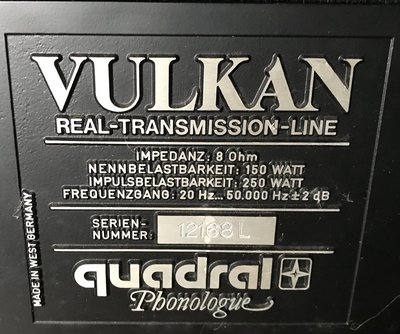 VULKAN
REAL-TRANSMISSION-LINE
IMPEDANZ: 8 Ohm
NENNBELASTBARKEIT: 150 WATT
IMPULSBELASTBARKEIT: 250 WATT
FREQUENZGANG: 20 Hz... 50.000 Hz ± 2 dB
SERIEN-
NUMMER: 12168 L
quadral
Phonologue
MADE IN WEST GERMANY